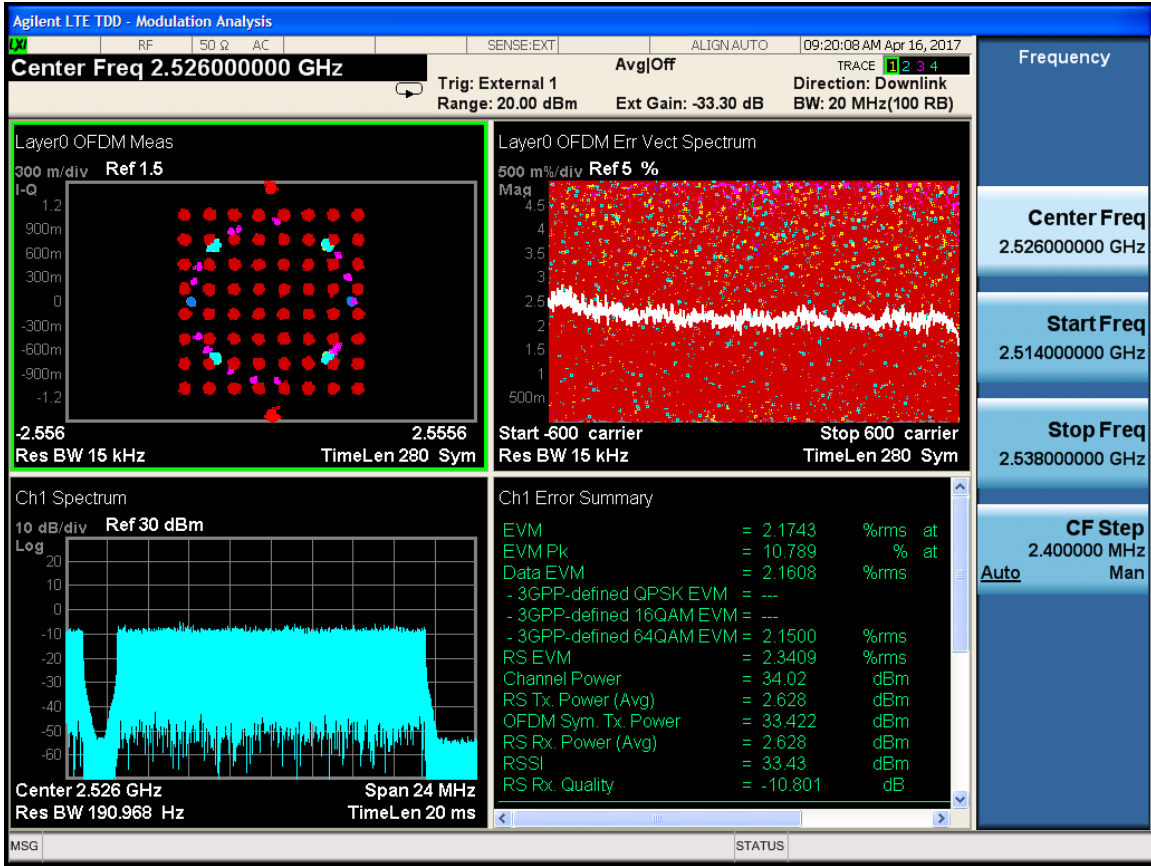 Agilent LTE TDD - Modulation Analysis
LXI RF 50 Ω AC SENSE:EXT ALIGN AUTO 09:20:08 AM Apr 16, 2017
Center Freq 2.526000000 GHz
Avg|Off
TRACE 1 2 3 4
Trig: External 1
Direction: Downlink
Range: 20.00 dBm Ext Gain: -33.30 dB BW: 20 MHz(100 RB)
Layer0 OFDM Meas
300 m/div Ref 1.5
I-Q
1.2
900m
600m
300m
0
-300m
-600m
-900m
-1.2
-2.556 2.5556
Res BW 15 kHz TimeLen 280 Sym
Layer0 OFDM Err Vect Spectrum
500 m%/div Ref 5 %
Mag
4.5
4
3.5
3
2.5
2
1.5
1
500m
Start -600 carrier Stop 600 carrier
Res BW 15 kHz TimeLen 280 Sym
Ch1 Spectrum
10 dB/div Ref 30 dBm
Log
20
10
0
-10
-20
-30
-40
-50
-60
Center 2.526 GHz Span 24 MHz
Res BW 190.968 Hz TimeLen 20 ms
Ch1 Error Summary
EVM = 2.1743 %rms at
EVM Pk = 10.789 % at
Data EVM = 2.1608 %rms
- 3GPP-defined QPSK EVM = ---
- 3GPP-defined 16QAM EVM = ---
- 3GPP-defined 64QAM EVM = 2.1500 %rms
RS EVM = 2.3409 %rms
Channel Power = 34.02 dBm
RS Tx. Power (Avg) = 2.628 dBm
OFDM Sym. Tx. Power = 33.422 dBm
RS Rx. Power (Avg) = 2.628 dBm
RSSI = 33.43 dBm
RS Rx. Quality = -10.801 dB
Frequency
Center Freq
2.526000000 GHz
Start Freq
2.514000000 GHz
Stop Freq
2.538000000 GHz
CF Step
2.400000 MHz
Auto Man
MSG STATUS